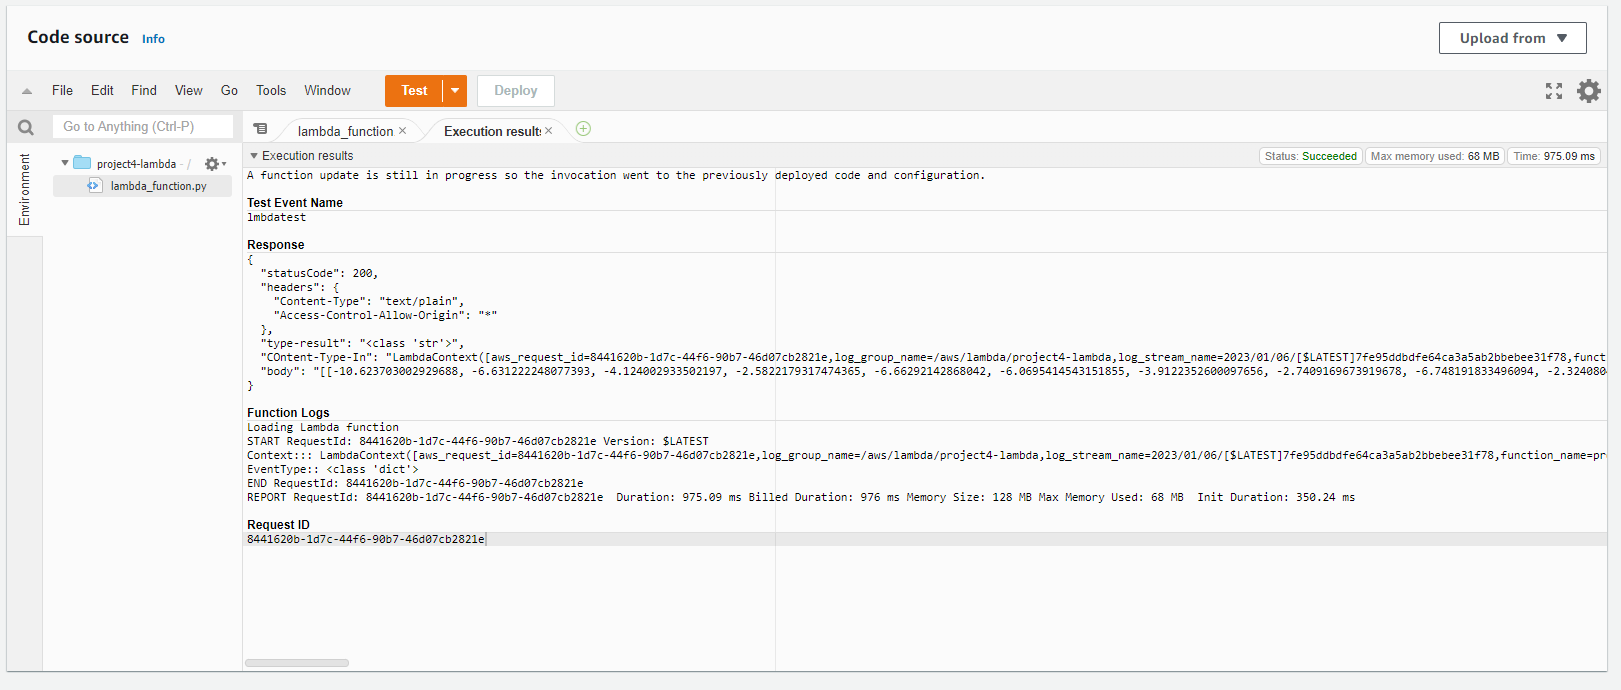 Code source Info
Upload from
File Edit Find View Go Tools Window Test Deploy
Go to Anything (Ctrl-P)
lambda_function
Execution results
Environment
project4-lambda - /
lambda_function.py
Execution results
Status: Succeeded Max memory used: 68 MB Time: 975.09 ms
A function update is still in progress so the invocation went to the previously deployed code and configuration.
Test Event Name
lmbdatest
Response
{
"statusCode": 200,
"headers": {
"Content-Type": "text/plain",
"Access-Control-Allow-Origin": "*"
},
"type-result": "<class 'str'>",
"COntent-Type-In": "LambdaContext([aws_request_id=8441620b-1d7c-44f6-90b7-46d07cb2821e,log_group_name=/aws/lambda/project4-lambda,log_stream_name=2023/01/06/[$LATEST]7fe95ddbdfe64ca3a5ab2bbebee31f78,func
"body": "[[-10.623703002929688, -6.631222248077393, -4.124002933502197, -2.5822179317474365, -6.66292142868042, -6.0695414543151855, -3.9122352600097656, -2.7409169673919678, -6.748191833496094, -2.324080
}
Function Logs
Loading Lambda function
START RequestId: 8441620b-1d7c-44f6-90b7-46d07cb2821e Version: $LATEST
Context::: LambdaContext([aws_request_id=8441620b-1d7c-44f6-90b7-46d07cb2821e,log_group_name=/aws/lambda/project4-lambda,log_stream_name=2023/01/06/[$LATEST]7fe95ddbdfe64ca3a5ab2bbebee31f78,function_name=pr
EventType:: <class 'dict'>
END RequestId: 8441620b-1d7c-44f6-90b7-46d07cb2821e
REPORT RequestId: 8441620b-1d7c-44f6-90b7-46d07cb2821e Duration: 975.09 ms Billed Duration: 976 ms Memory Size: 128 MB Max Memory Used: 68 MB Init Duration: 350.24 ms
Request ID
8441620b-1d7c-44f6-90b7-46d07cb2821e